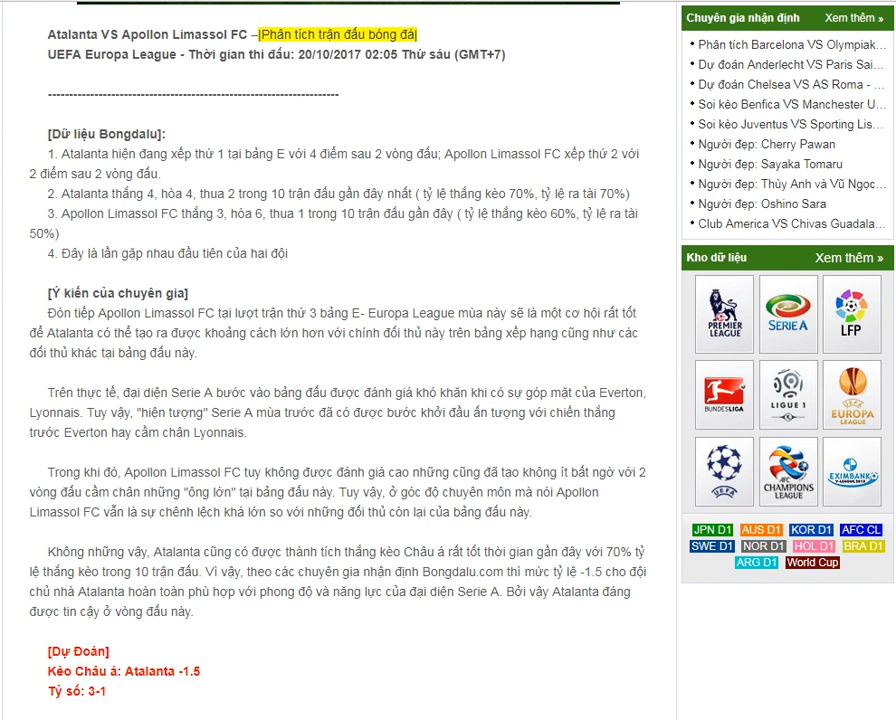 Atalanta VS Apollon Limassol FC –|Phân tích trận đấu bóng đá|
UEFA Europa League - Thời gian thi đấu: 20/10/2017 02:05 Thứ sáu (GMT+7)
---------------------------------------------------------------------
[Dữ liệu Bongdalu]:
1. Atalanta hiện đang xếp thứ 1 tại bảng E với 4 điểm sau 2 vòng đấu; Apollon Limassol FC xếp thứ 2 với
2 điểm sau 2 vòng đấu.
2. Atalanta thắng 4, hòa 4, thua 2 trong 10 trận đấu gần đây nhất ( tỷ lệ thắng kèo 70%, tỷ lệ ra tài 70%)
3. Apollon Limassol FC thắng 3, hòa 6, thua 1 trong 10 trận đấu gần đây ( tỷ lệ thắng kèo 60%, tỷ lệ ra tài
50%)
4. Đây là lần gặp nhau đầu tiên của hai đội
[Ý kiến của chuyên gia]
Đón tiếp Apollon Limassol FC tại lượt trận thứ 3 bảng E- Europa League mùa này sẽ là một cơ hội rất tốt
để Atalanta có thể tạo ra được khoảng cách lớn hơn với chính đối thủ này trên bảng xếp hạng cũng như các
đối thủ khác tại bảng đấu này.
Trên thực tế, đại diện Serie A bước vào bảng đấu được đánh giá khó khăn khi có sự góp mặt của Everton,
Lyonnais. Tuy vậy, "hiện tượng" Serie A mùa trước đã có được bước khởi đầu ấn tượng với chiến thắng
trước Everton hay cầm chân Lyonnais.
Trong khi đó, Apollon Limassol FC tuy không được đánh giá cao những cũng đã tạo không ít bất ngờ với 2
vòng đấu cầm chân những "ông lớn" tại bảng đấu này. Tuy vậy, ở góc độ chuyên môn mà nói Apollon
Limassol FC vẫn là sự chênh lệch khá lớn so với những đối thủ còn lại của bảng đấu này.
Không những vậy, Atalanta cũng có được thành tích thắng kèo Châu á rất tốt thời gian gần đây với 70% tỷ
lệ thắng kèo trong 10 trận đấu. Vì vậy, theo các chuyên gia nhận định Bongdalu.com thì mức tỷ lệ -1.5 cho đội
chủ nhà Atalanta hoàn toàn phù hợp với phong độ và năng lực của đại diện Serie A. Bởi vậy Atalanta đáng
được tin cậy ở vòng đấu này.
[Dự Đoán]
Kèo Châu á: Atalanta -1.5
Tỷ số: 3-1
Chuyên gia nhận định Xem thêm »
Phân tích Barcelona VS Olympiak...
Dự đoán Anderlecht VS Paris Sai...
Dự đoán Chelsea VS AS Roma - ...
Soi kèo Benfica VS Manchester U...
Soi kèo Juventus VS Sporting Lis...
Người đẹp: Cherry Pawan
Người đẹp: Sayaka Tomaru
Người đẹp: Thùy Anh và Vũ Ngọc...
Người đẹp: Oshino Sara
Club America VS Chivas Guadala...
Kho dữ liệu Xem thêm »
PREMIER LEAGUE
SERIE A
LFP
BUNDESLIGA
LIGUE 1
UEFA EUROPA LEAGUE
UEFA
AFC CHAMPIONS LEAGUE
EXIMBANK
JPN D1 AUS D1 KOR D1 AFC CL
SWE D1 NOR D1 HOL D1 BRA D1
ARG D1 World Cup